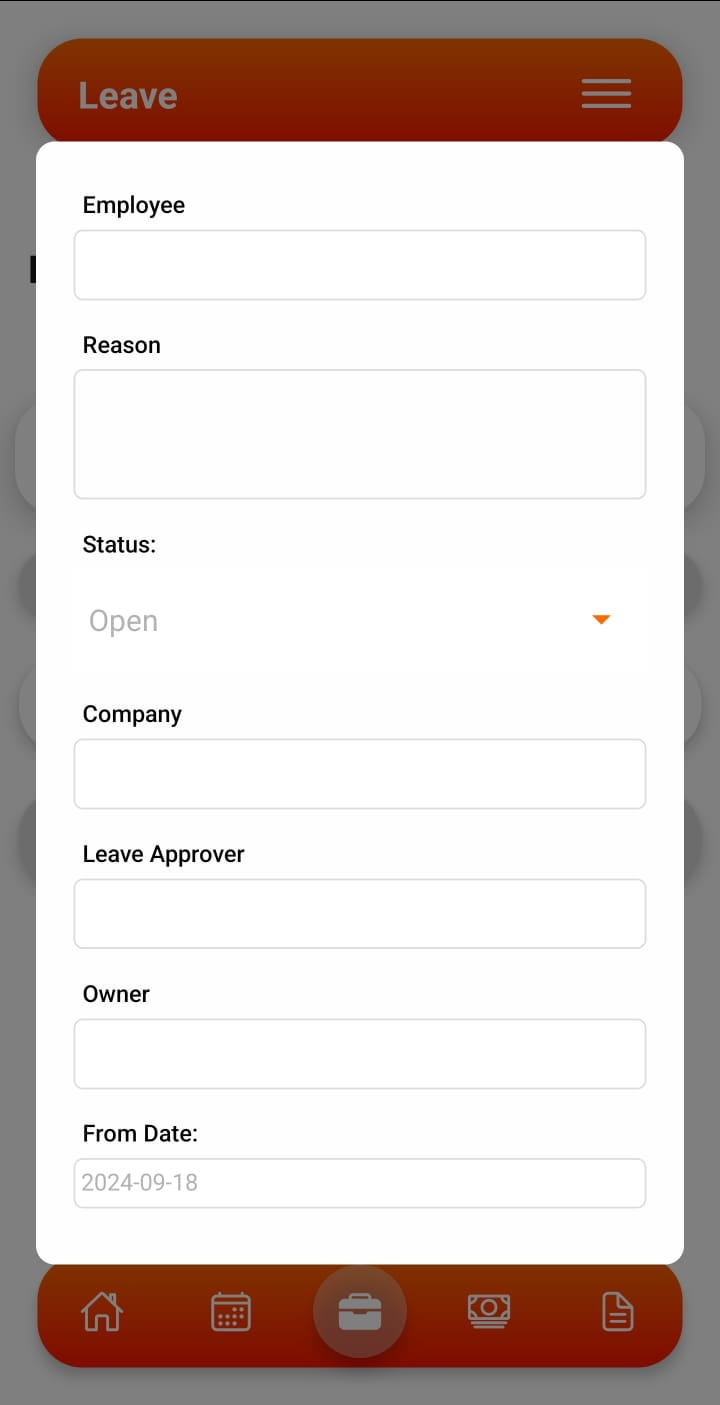 Leave
Employee
Reason
Status:
Open
Company
Leave Approver
Owner
From Date:
2024-09-18